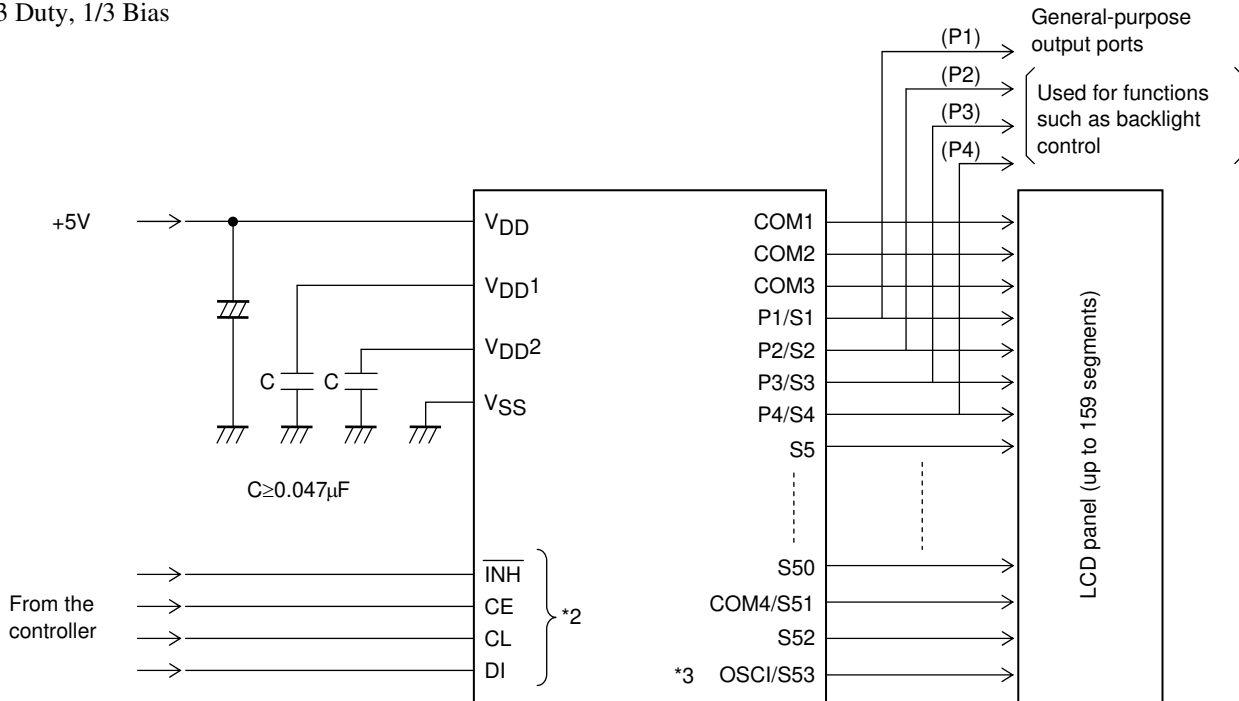 3 Duty, 1/3 Bias
General-purpose
output ports
(P1)
(P2)
(P3)
(P4)
Used for functions
such as backlight
control
+5V
VDD
VDD1
VDD2
VSS
C
C
C≥0.047μF
COM1
COM2
COM3
P1/S1
P2/S2
P3/S3
P4/S4
S5
S50
COM4/S51
S52
*3 OSCI/S53
LCD panel (up to 159 segments)
From the
controller
INH
CE
CL
DI
*2